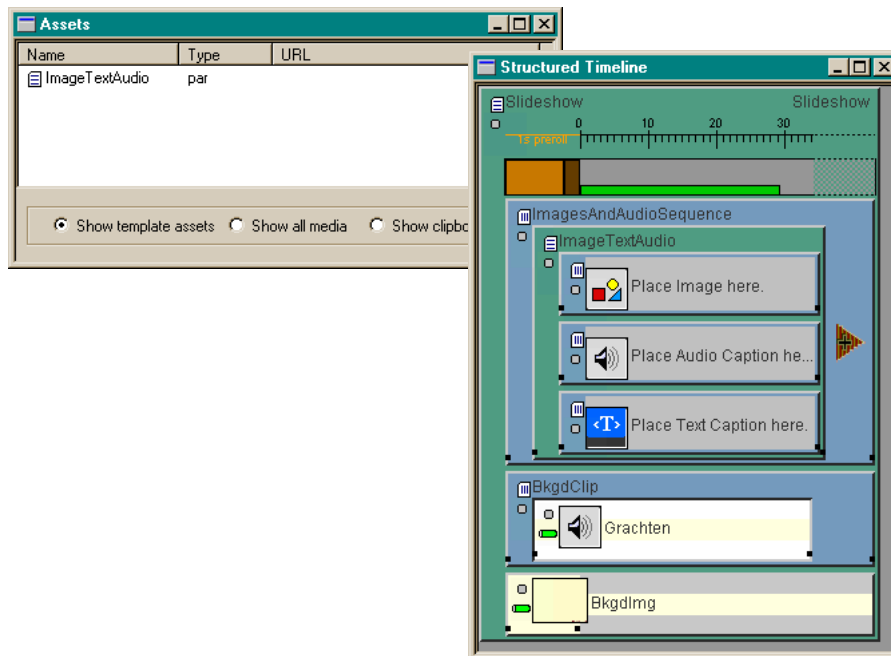 Assets
Name Type URL
ImageTextAudio par
Show template assets Show all media Show clipbo
Structured Timeline
Slideshow Slideshow
0 10 20 30
1s preroll
ImagesAndAudioSequence
ImageTextAudio
Place Image here.
Place Audio Caption he...
<T> Place Text Caption here.
BkgdClip
Grachten
BkgdImg